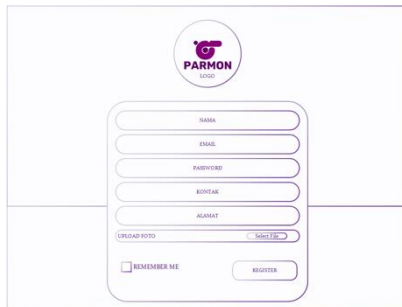 PARMON
LOGO
NAMA
EMAIL
PASSWORD
KONTAK
ALAMAT
UPLOAD FOTO
Select File
REMEMBER ME
REGISTER